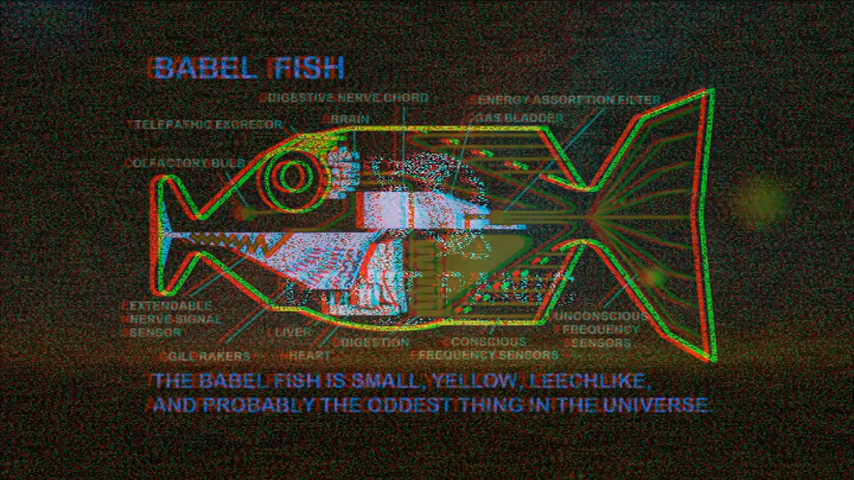 BABEL FISH
DIGESTIVE NERVE CHORD
ENERGY ABSORPTION FILTER
TELEPATHIC EXCRETOR
BRAIN
GAS BLADDER
OLFACTORY BULB
EXTENDABLE
NERVE SIGNAL
SENSOR
GILL RAKERS
LIVER
HEART
DIGESTION
CONSCIOUS
FREQUENCY SENSORS
UNCONSCIOUS
FREQUENCY
SENSORS
THE BABEL FISH IS SMALL, YELLOW, LEECHLIKE,
AND PROBABLY THE ODDEST THING IN THE UNIVERSE.